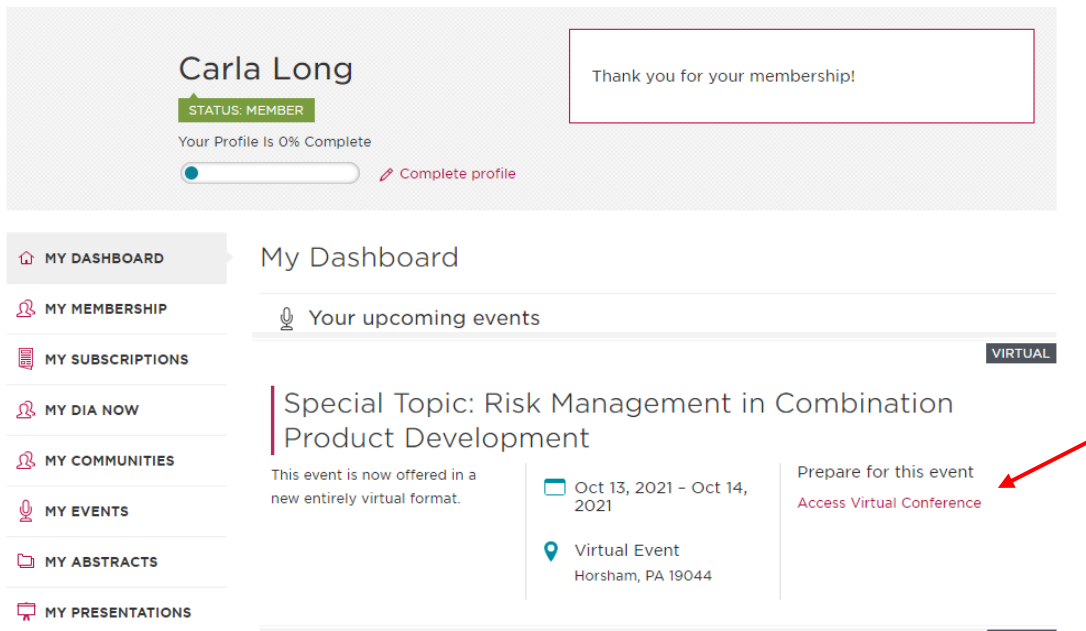 Carla Long
STATUS: MEMBER
Your Profile Is 0% Complete
Complete profile
Thank you for your membership!
MY DASHBOARD
MY MEMBERSHIP
MY SUBSCRIPTIONS
MY DIA NOW
MY COMMUNITIES
MY EVENTS
MY ABSTRACTS
MY PRESENTATIONS
My Dashboard
Your upcoming events
VIRTUAL
Special Topic: Risk Management in Combination
Product Development
This event is now offered in a
new entirely virtual format.
Oct 13, 2021 – Oct 14,
2021
Virtual Event
Horsham, PA 19044
Prepare for this event
Access Virtual Conference